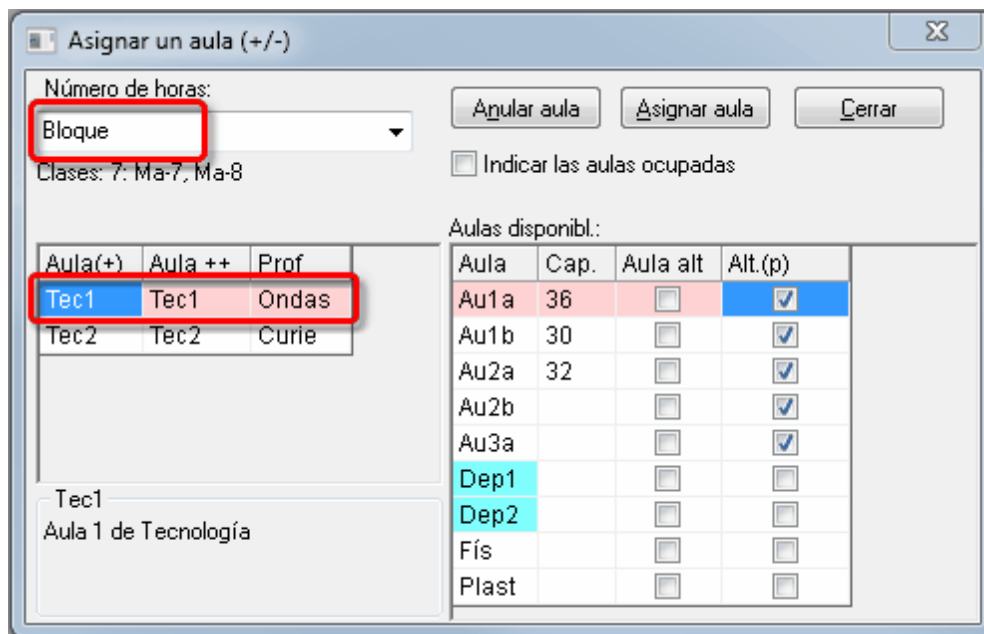 Asignar un aula (+/-)
Número de horas:
Bloque
Clases: 7: Ma-7, Ma-8
Anular aula Asignar aula Cerrar
Indicar las aulas ocupadas
Aula(+) Aula ++ Prof
Tec1 Tec1 Ondas
Tec2 Tec2 Curie
Tec1
Aula 1 de Tecnología
Aulas disponibl.:
Aula Cap. Aula alt Alt.(p)
Au1a 36
Au1b 30
Au2a 32
Au2b
Au3a
Dep1
Dep2
Fís
Plast